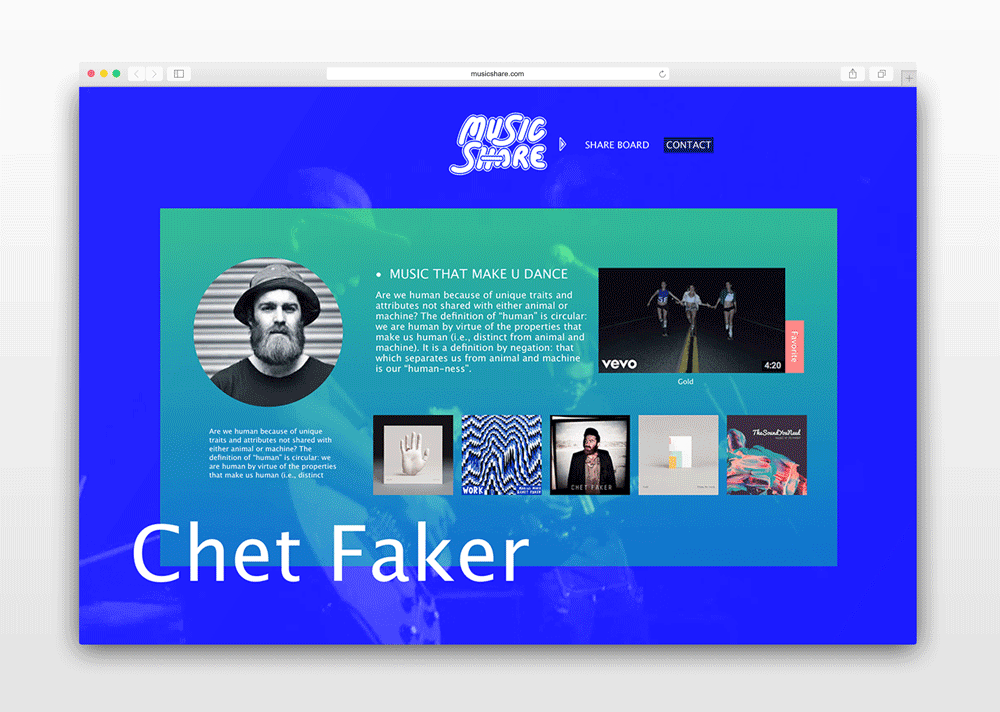 musicshare.com
MUSIC
SHARE
SHARE BOARD
CONTACT
• MUSIC THAT MAKE U DANCE
Are we human because of unique traits and
attributes not shared with either animal or
machine? The definition of “human” is circular:
we are human by virtue of the properties that
make us human (i.e., distinct from animal and
machine). It is a definition by negation: that
which separates us from animal and machine
is our “human-ness”.
vevo
4:20
Favorite
Gold
Are we human because of unique
traits and attributes not shared with
either animal or machine? The
definition of “human” is circular: we
are human by virtue of the properties
that make us human (i.e., distinct
WORK
CHET FAKER
CHET FAKER
TheSoundYouNeed
Chet Faker